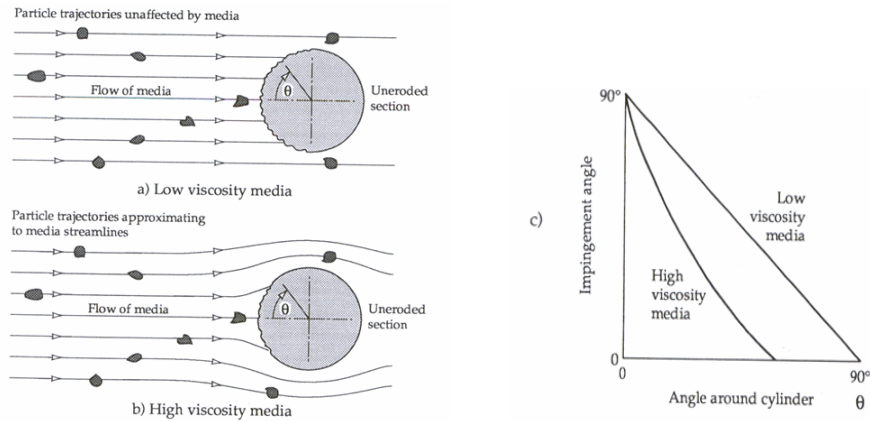 Particle trajectories unaffected by media
Flow of media
θ
Uneroded
section
a) Low viscosity media
Particle trajectories approximating
to media streamlines
Flow of media
θ
Uneroded
section
b) High viscosity media
c)
Impingement angle
90°
0
Low
viscosity
media
High
viscosity
media
0
90°
Angle around cylinder
θ